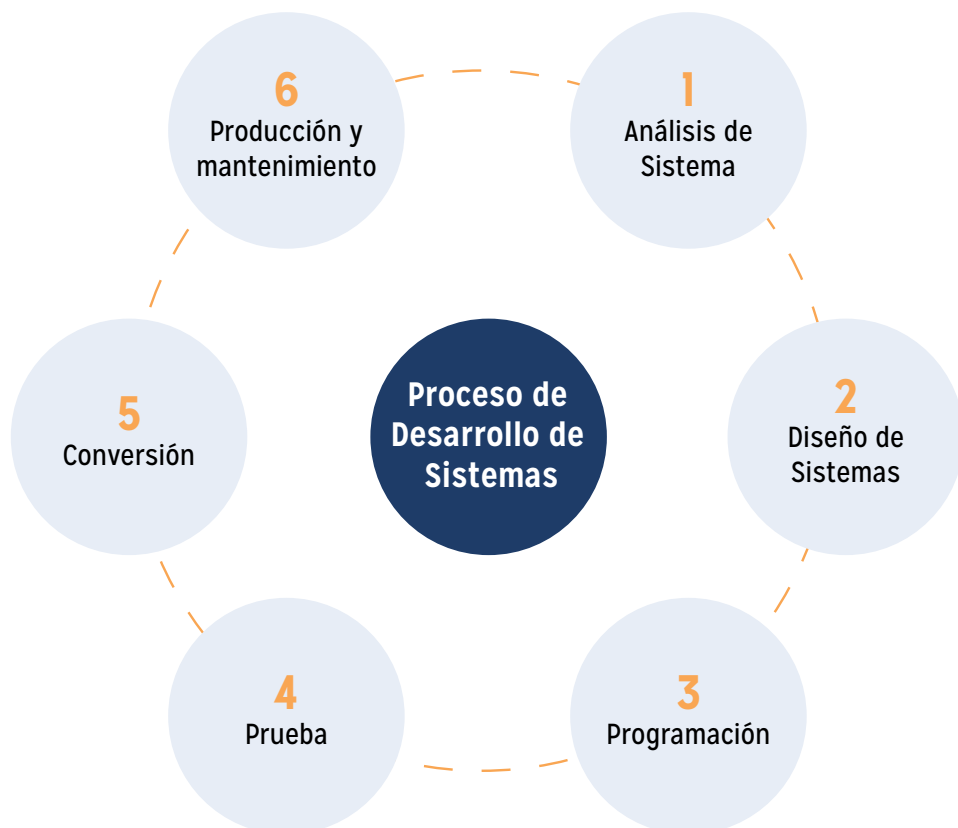 Proceso de
Desarrollo de
Sistemas
1
Análisis de
Sistema
2
Diseño de
Sistemas
3
Programación
4
Prueba
5
Conversión
6
Producción y
mantenimiento